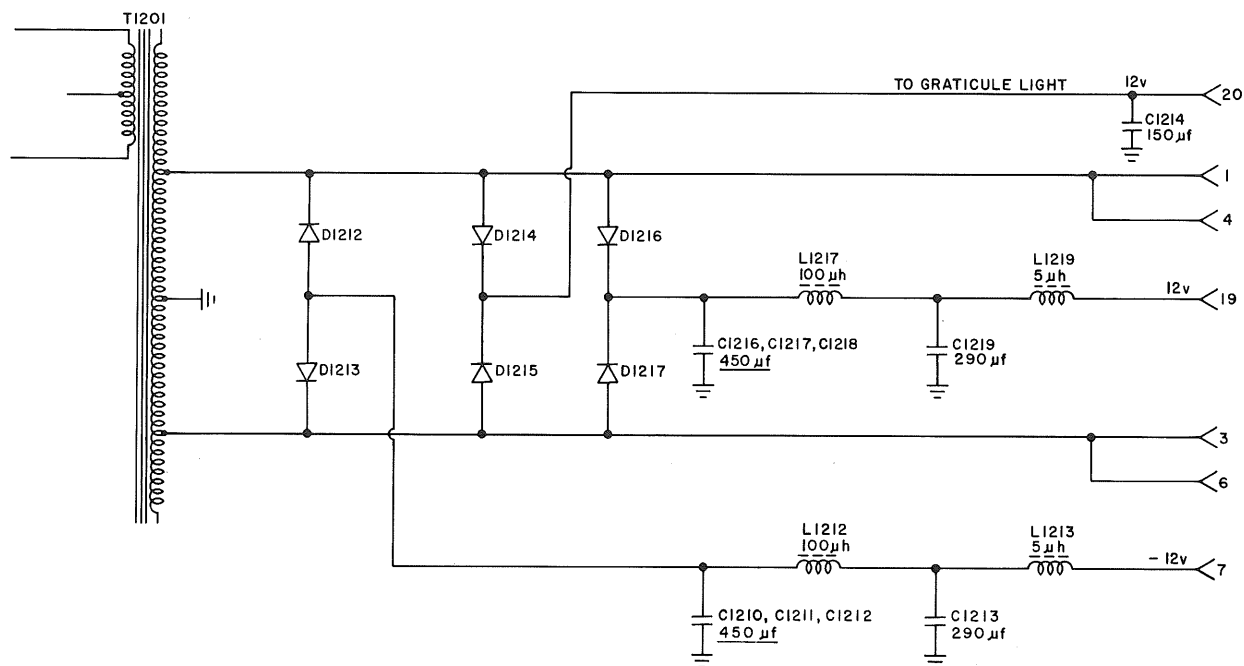 T1201
TO GRATICULE LIGHT
12v
20
C1214
150 µf
1
4
D1212
D1214
D1216
L1217
100 µh
L1219
5 µh
12v
19
D1213
D1215
D1217
C1216, C1217, C1218
450 µf
C1219
290 µf
3
6
L1212
100 µh
L1213
5 µh
- 12v
7
C1210, C1211, C1212
450 µf
C1213
290 µf